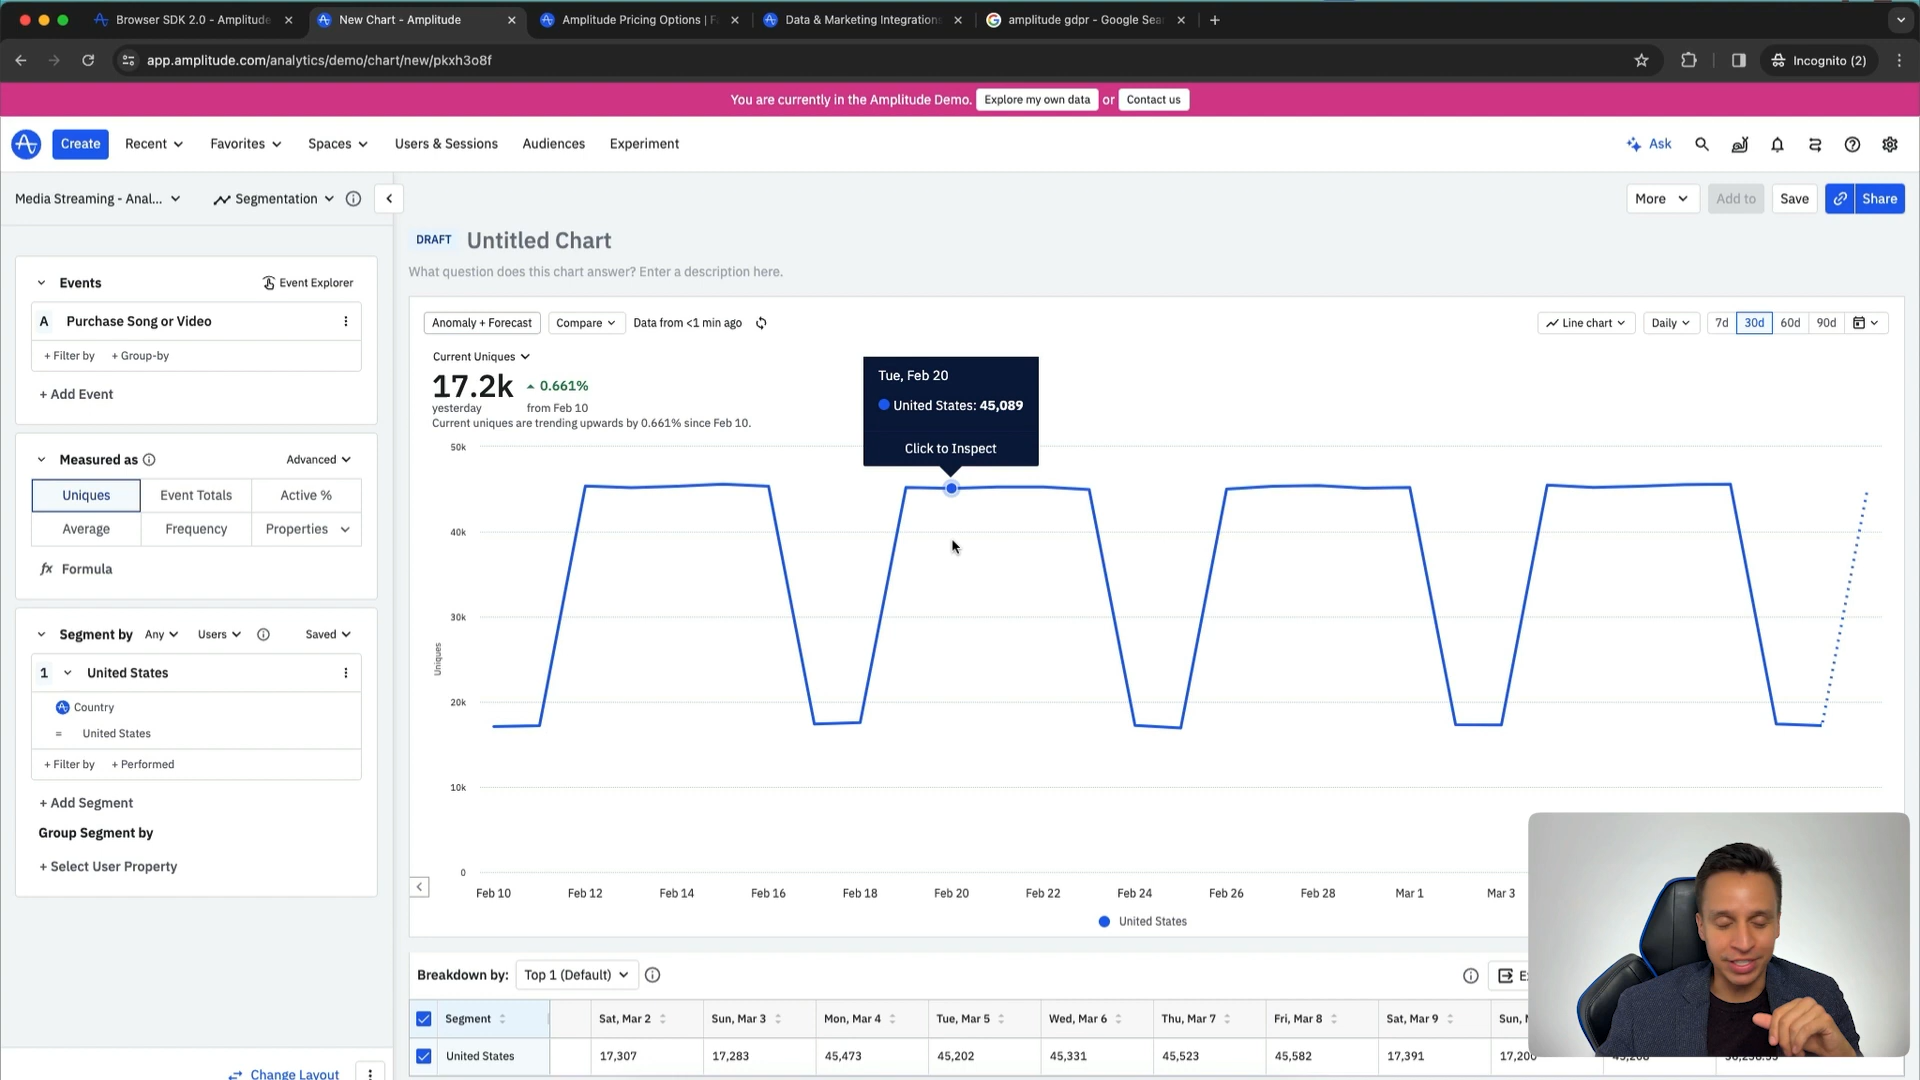 Browser SDK 2.0 - Amplitude
New Chart - Amplitude
Amplitude Pricing Options | F
Data & Marketing Integrations
amplitude gdpr - Google Sea
app.amplitude.com/analytics/demo/chart/new/pkxh3o8f
Incognito (2)
You are currently in the Amplitude Demo. Explore my own data or Contact us
Create Recent Favorites Spaces Users & Sessions Audiences Experiment Ask
Media Streaming - Anal... Segmentation More Add to Save Share
DRAFT Untitled Chart
What question does this chart answer? Enter a description here.
Events Event Explorer
A Purchase Song or Video
+ Filter by + Group-by
+ Add Event
Measured as Advanced
Uniques Event Totals Active %
Average Frequency Properties
fx Formula
Segment by Any Users Saved
1 United States
Country
= United States
+ Filter by + Performed
+ Add Segment
Group Segment by
+ Select User Property
Change Layout
Anomaly + Forecast Compare Data from <1 min ago Line chart Daily 7d 30d 60d 90d
Current Uniques
17.2k 0.661%
yesterday from Feb 10
Current uniques are trending upwards by 0.661% since Feb 10.
Tue, Feb 20
United States: 45,089
Click to Inspect
50k
40k
30k
20k
10k
0
Uniques
Feb 10 Feb 12 Feb 14 Feb 16 Feb 18 Feb 20 Feb 22 Feb 24 Feb 26 Feb 28 Mar 1 Mar 3
United States
Breakdown by: Top 1 (Default)
Segment Sat, Mar 2 Sun, Mar 3 Mon, Mar 4 Tue, Mar 5 Wed, Mar 6 Thu, Mar 7 Fri, Mar 8 Sat, Mar 9 Sun,
United States 17,307 17,283 45,473 45,202 45,331 45,523 45,582 17,391